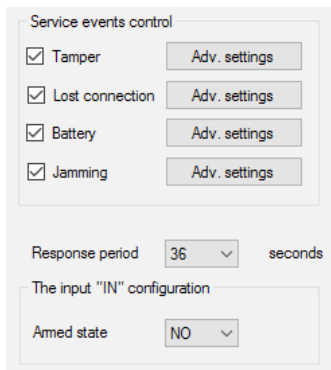 Service events control
Tamper Adv. settings
Lost connection Adv. settings
Battery Adv. settings
Jamming Adv. settings
Response period 36 seconds
The input "IN" configuration
Armed state NO